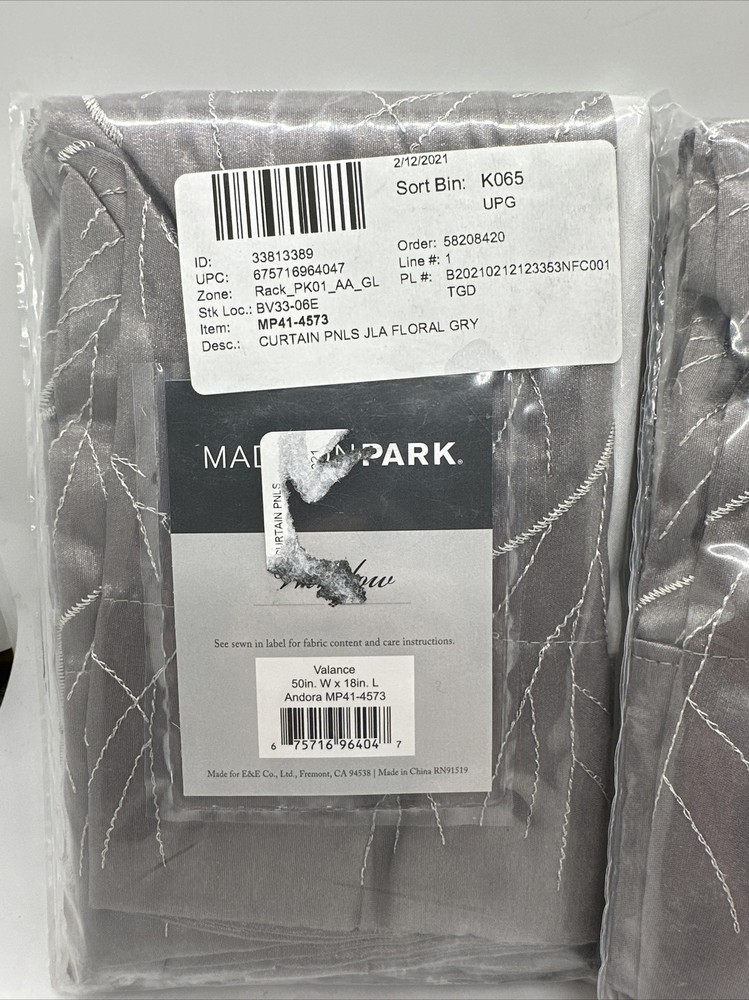 2/12/2021
Sort Bin: K065
UPG
ID: 33813389
UPC: 675716964047
Zone: Rack_PK01_AA_GL
Stk Loc.: BV33-06E
Item: MP41-4573
Desc.: CURTAIN PNLS JLA FLORAL GRY
Order: 58208420
Line #: 1
PL #: B20210212123353NFC001
TGD
PARK®
PNLS
See sewn in label for fabric content and care instructions.
Valance
50in. W x 18in. L
Andora MP41-4573
6 75716 96404 7
Made for E&E Co., Ltd., Fremont, CA 94538 | Made in China RN91519